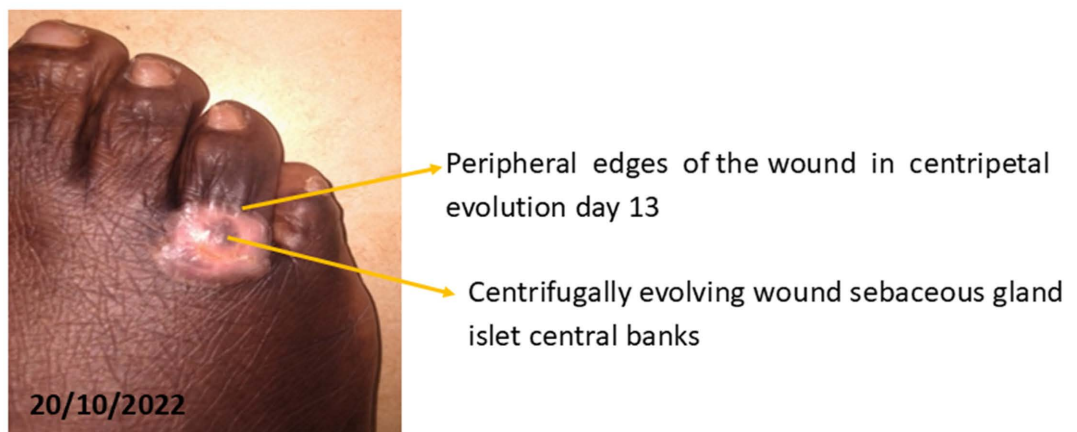 Peripheral edges of the wound in centripetal
evolution day 13
Centrifugally evolving wound sebaceous gland
islet central banks
20/10/2022